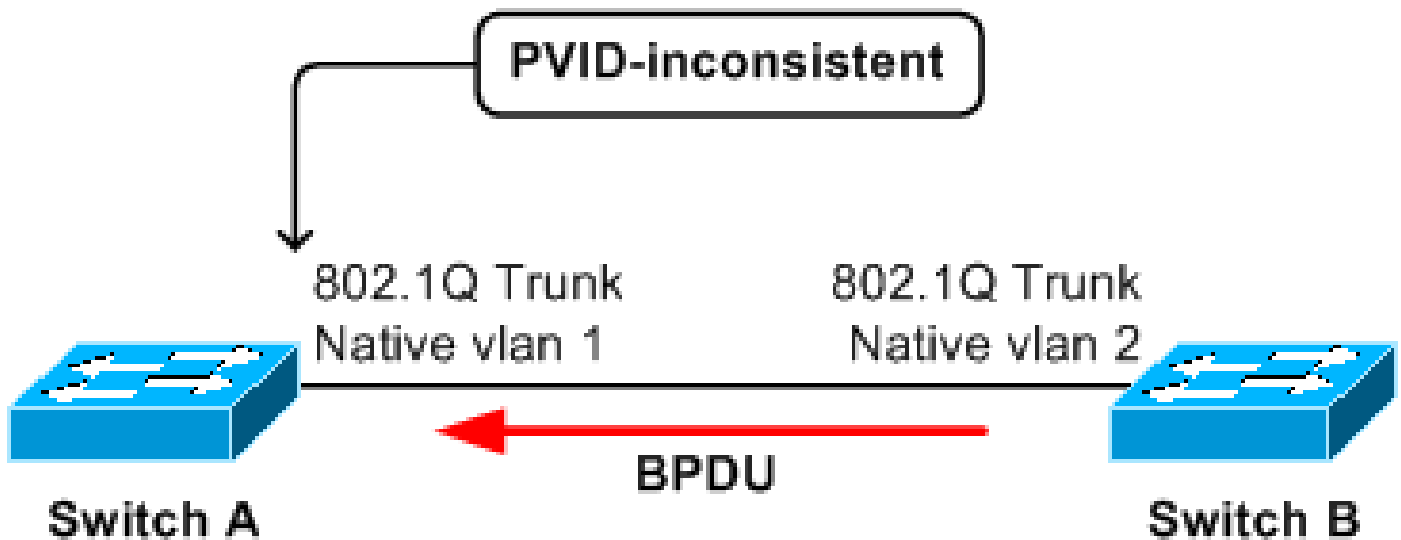 PVID-inconsistent
802.1Q Trunk
Native vlan 1
802.1Q Trunk
Native vlan 2
BPDU
Switch A
Switch B